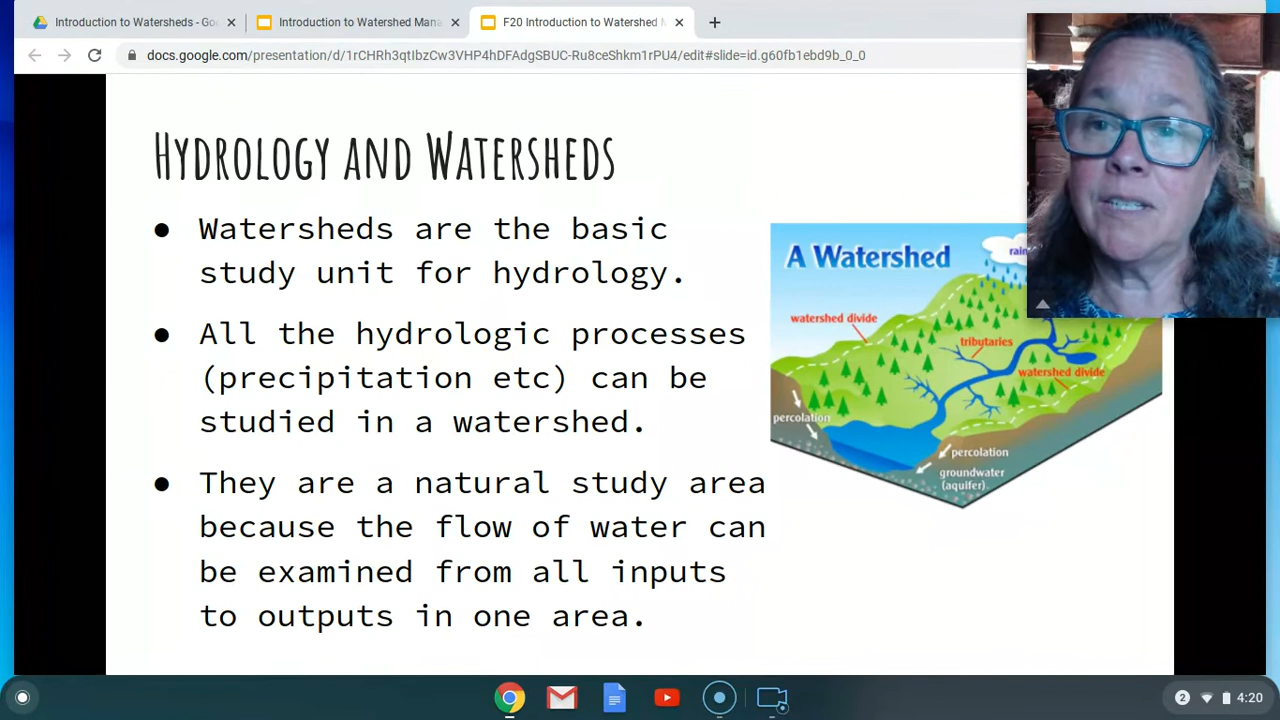 Introduction to Watersheds - Goo
Introduction to Watershed Mana
F20 Introduction to Watershed M
docs.google.com/presentation/d/1rCHRh3qtIbzCw3VHP4hDFAdgSBUC-Ru8ceShkm1rPU4/edit#slide=id.g60fb1ebd9b_0_0
HYDROLOGY AND WATERSHEDS
● Watersheds are the basic
study unit for hydrology.
● All the hydrologic processes
(precipitation etc) can be
studied in a watershed.
● They are a natural study area
because the flow of water can
be examined from all inputs
to outputs in one area.
A Watershed
rain
watershed divide
tributaries
watershed divide
percolation
percolation
groundwater
(aquifer)
2
4:20